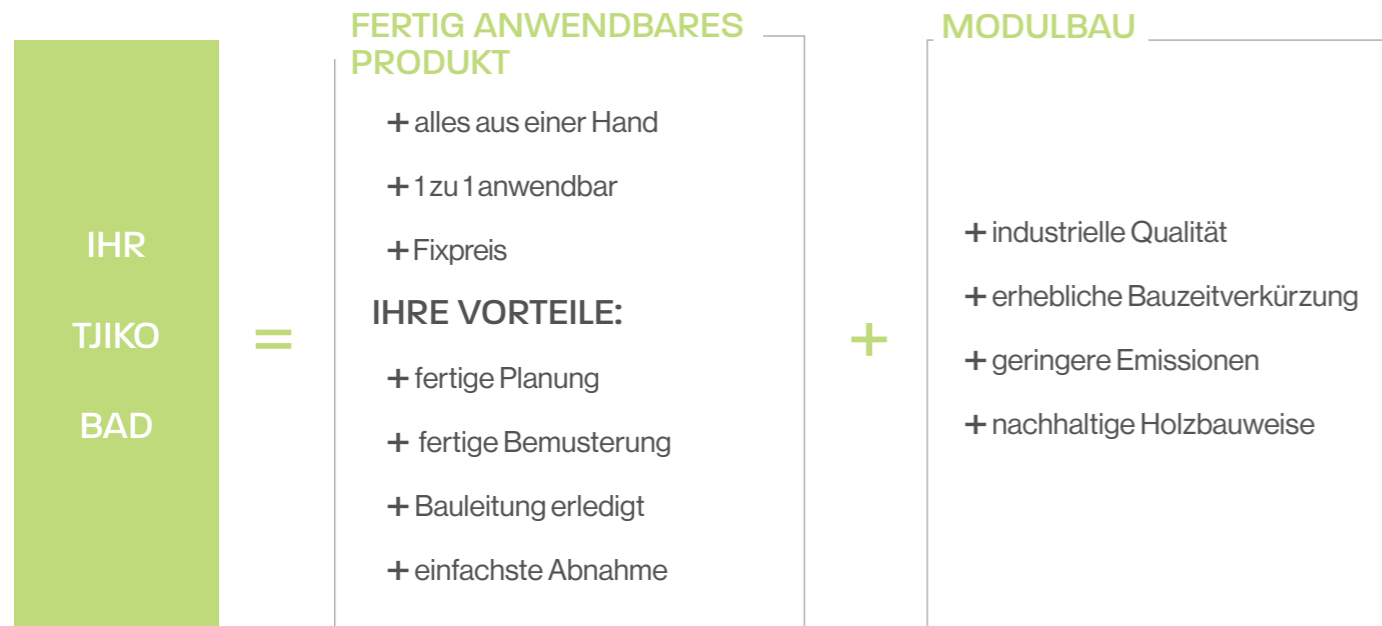 IHR
TJIKO
BAD
=
FERTIG ANWENDBARES
PRODUKT
+ alles aus einer Hand
+ 1 zu 1 anwendbar
+ Fixpreis
IHRE VORTEILE:
+ fertige Planung
+ fertige Bemusterung
+ Bauleitung erledigt
+ einfachste Abnahme
+
MODULBAU
+ industrielle Qualität
+ erhebliche Bauzeitverkürzung
+ geringere Emissionen
+ nachhaltige Holzbauweise